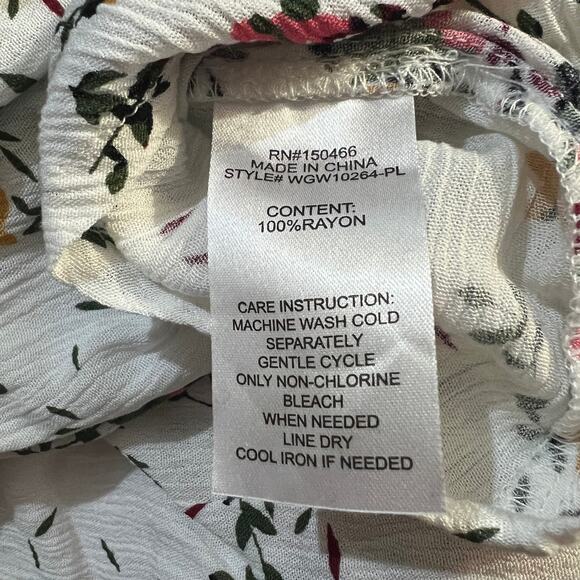 RN#150466
MADE IN CHINA
STYLE# WGW10264-PL
CONTENT:
100%RAYON
CARE INSTRUCTION:
MACHINE WASH COLD
SEPARATELY
GENTLE CYCLE
ONLY NON-CHLORINE
BLEACH
WHEN NEEDED
LINE DRY
COOL IRON IF NEEDED